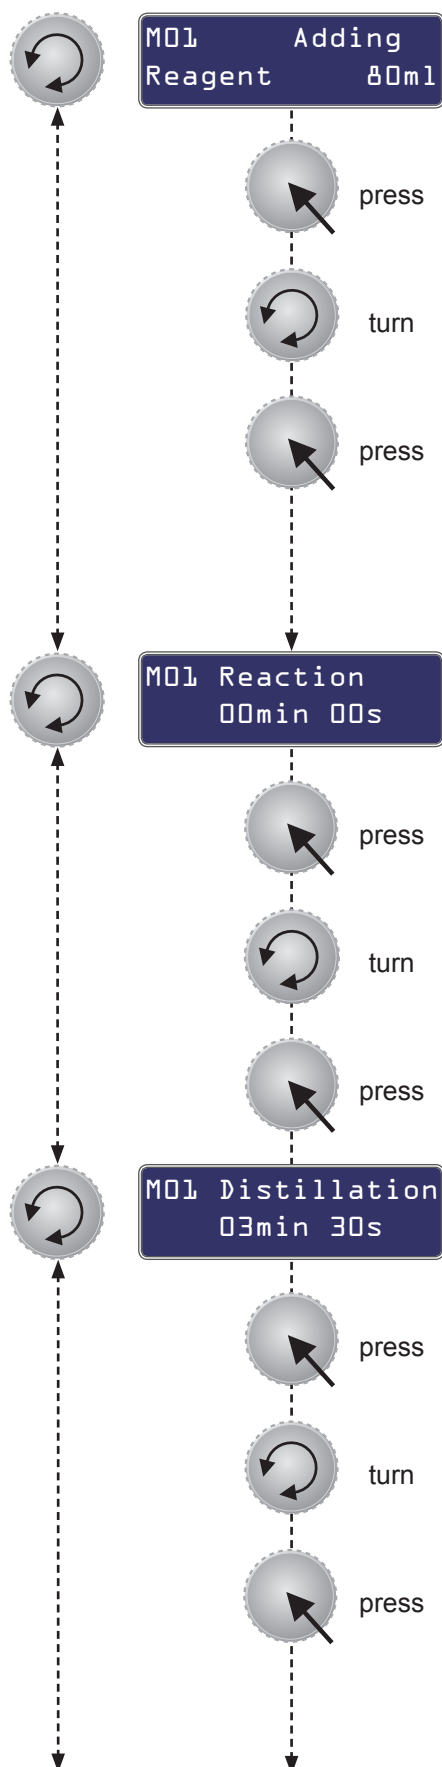 M01 Adding
Reagent 80ml
press
turn
press
M01 Reaction
00min 00s
press
turn
press
M01 Distillation
03min 30s
press
turn
press